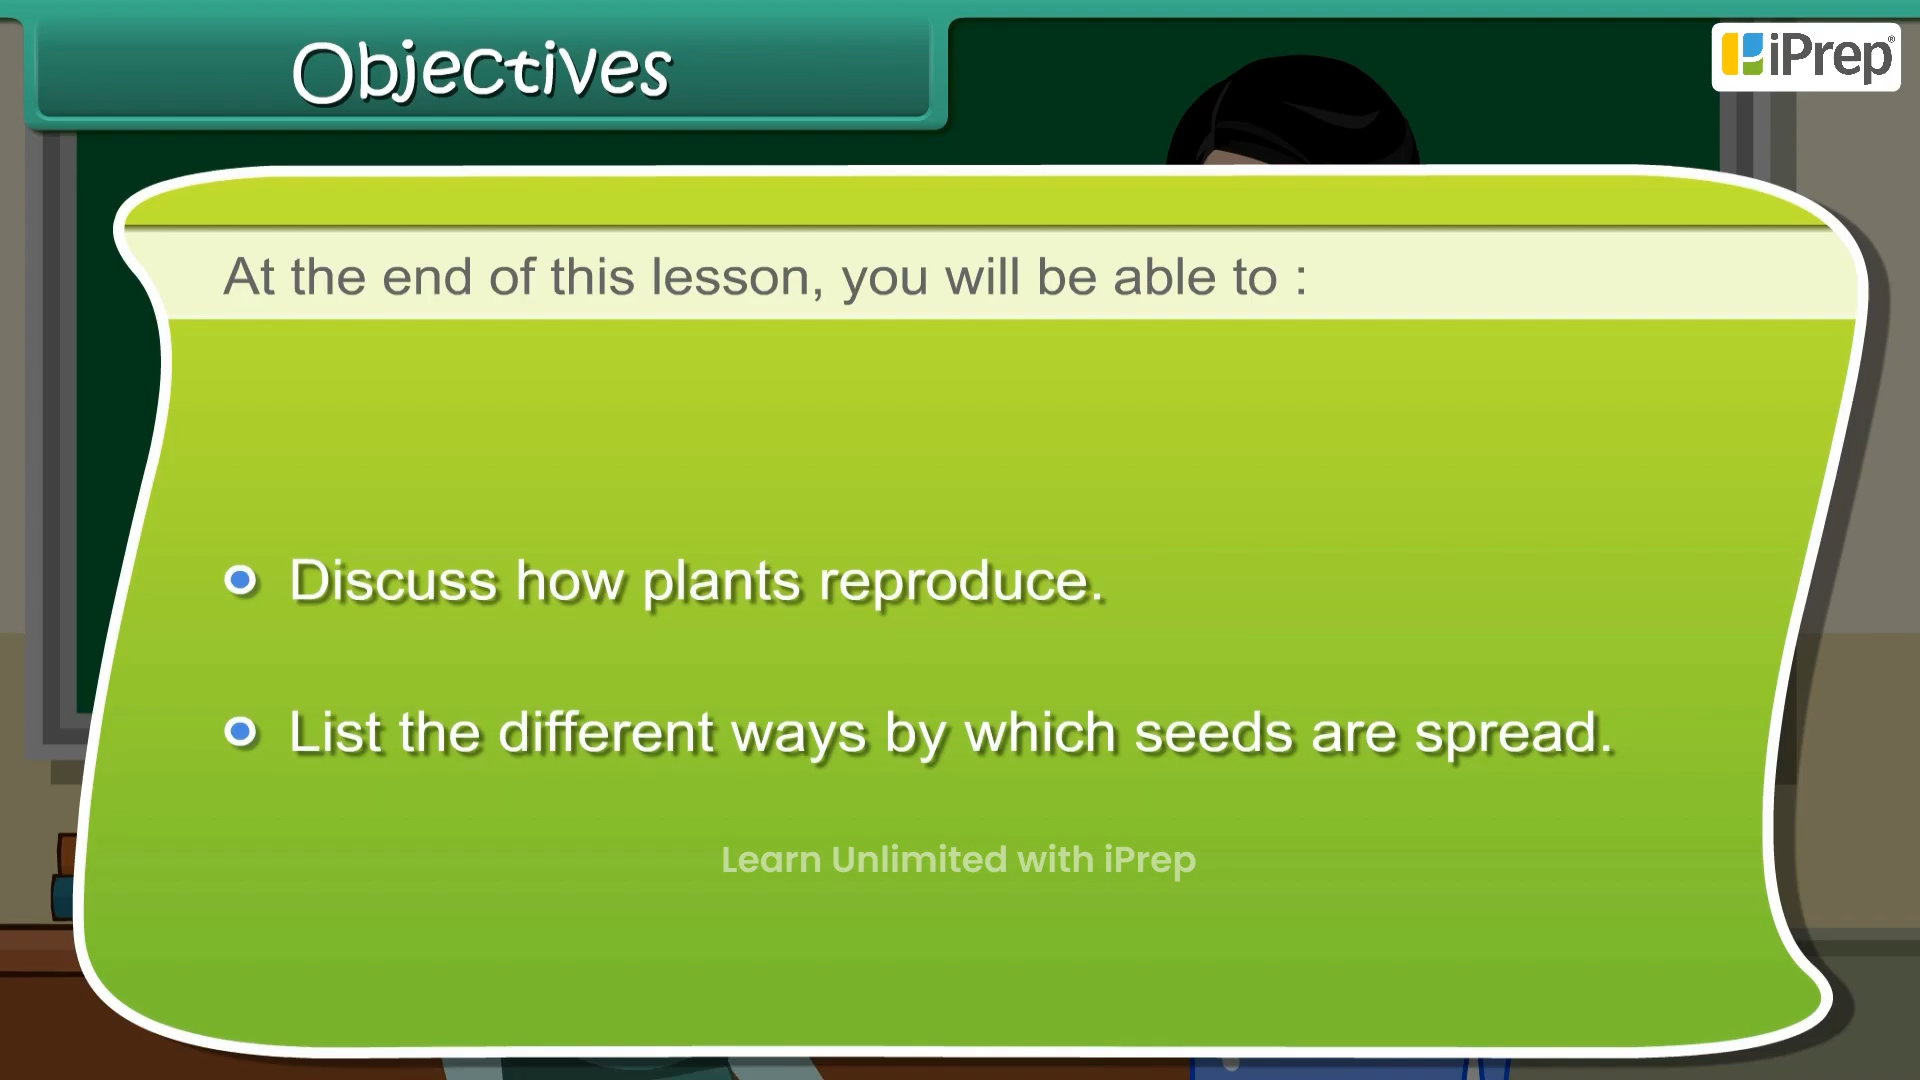 Objectives
iPrep®
At the end of this lesson, you will be able to :
Discuss how plants reproduce.
List the different ways by which seeds are spread.
Learn Unlimited with iPrep